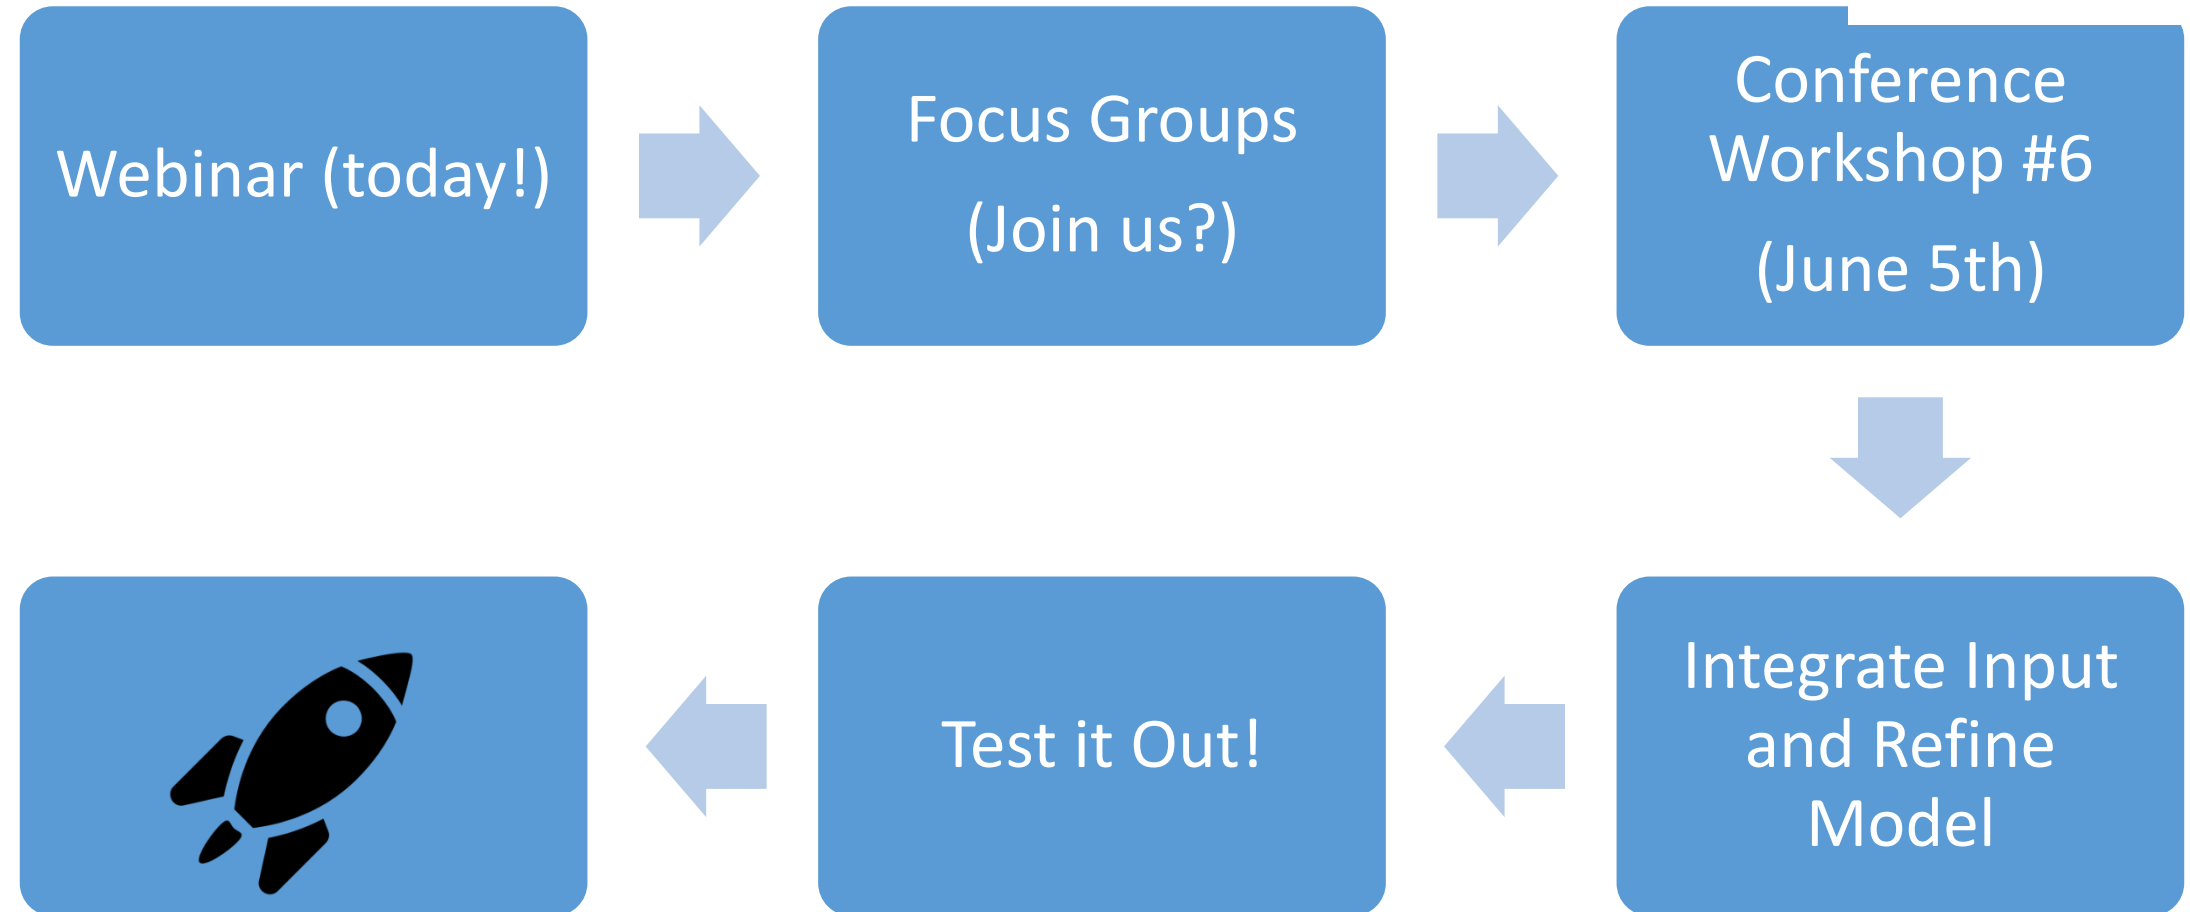 Webinar (today!)
Focus Groups
(Join us?)
Conference
Workshop #6
(June 5th)
Integrate Input
and Refine
Model
Test it Out!